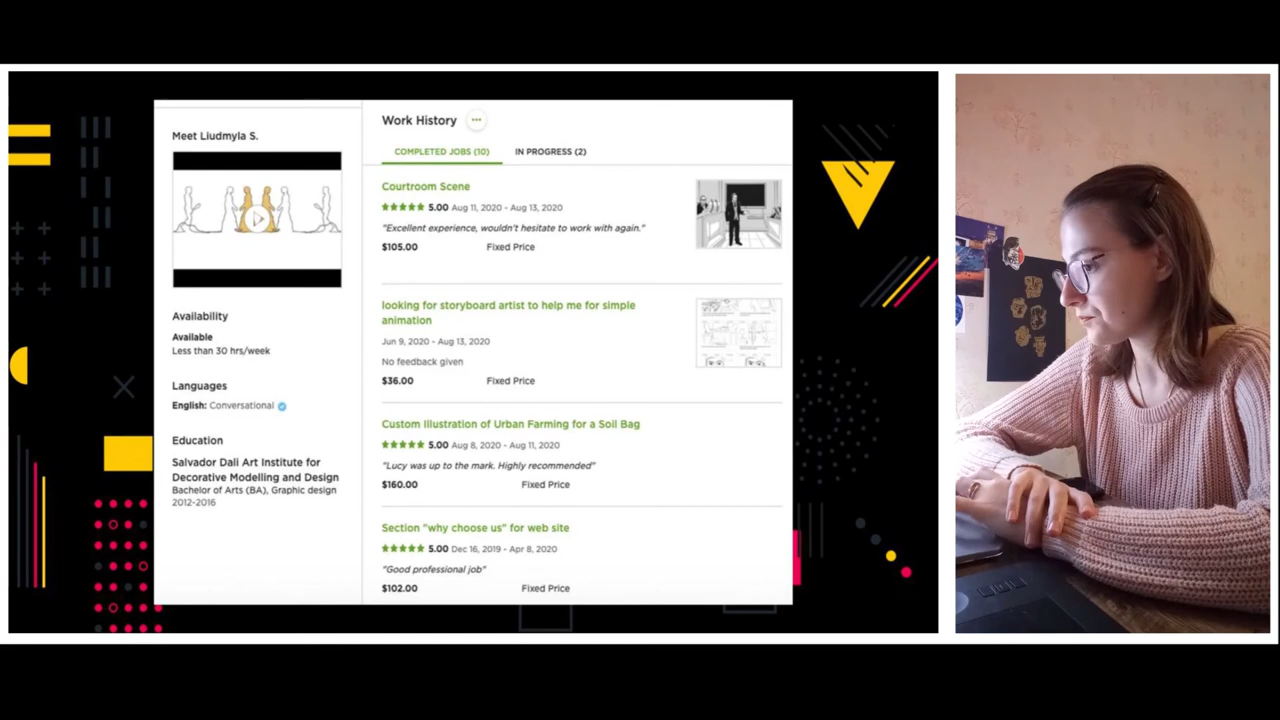 Meet Liudmyla S.
Availability
Available
Less than 30 hrs/week
Languages
English: Conversational
Education
Salvador Dali Art Institute for
Decorative Modelling and Design
Bachelor of Arts (BA), Graphic design
2012-2016
Work History
COMPLETED JOBS (10) IN PROGRESS (2)
Courtroom Scene
5.00 Aug 11, 2020 - Aug 13, 2020
"Excellent experience, wouldn't hesitate to work with again."
$105.00 Fixed Price
looking for storyboard artist to help me for simple
animation
Jun 9, 2020 - Aug 13, 2020
No feedback given
$36.00 Fixed Price
Custom Illustration of Urban Farming for a Soil Bag
5.00 Aug 8, 2020 - Aug 11, 2020
"Lucy was up to the mark. Highly recommended"
$160.00 Fixed Price
Section "why choose us" for web site
5.00 Dec 16, 2019 - Apr 8, 2020
"Good professional job"
$102.00 Fixed Price